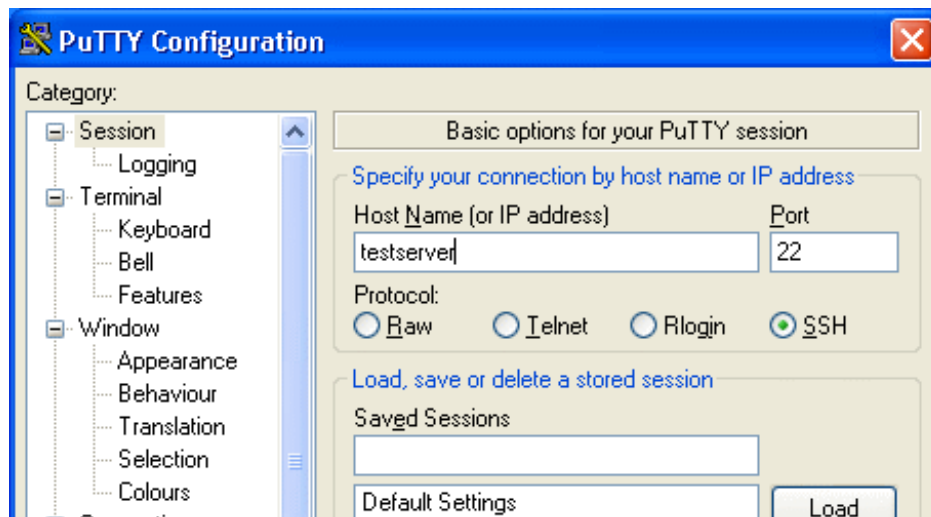 PuTTY Configuration
Category:
Session
Logging
Terminal
Keyboard
Bell
Features
Window
Appearance
Behaviour
Translation
Selection
Colours
Basic options for your PuTTY session
Specify your connection by host name or IP address
Host Name (or IP address)
Port
testserver
22
Protocol:
Raw
Telnet
Rlogin
SSH
Load, save or delete a stored session
Saved Sessions
Default Settings
Load